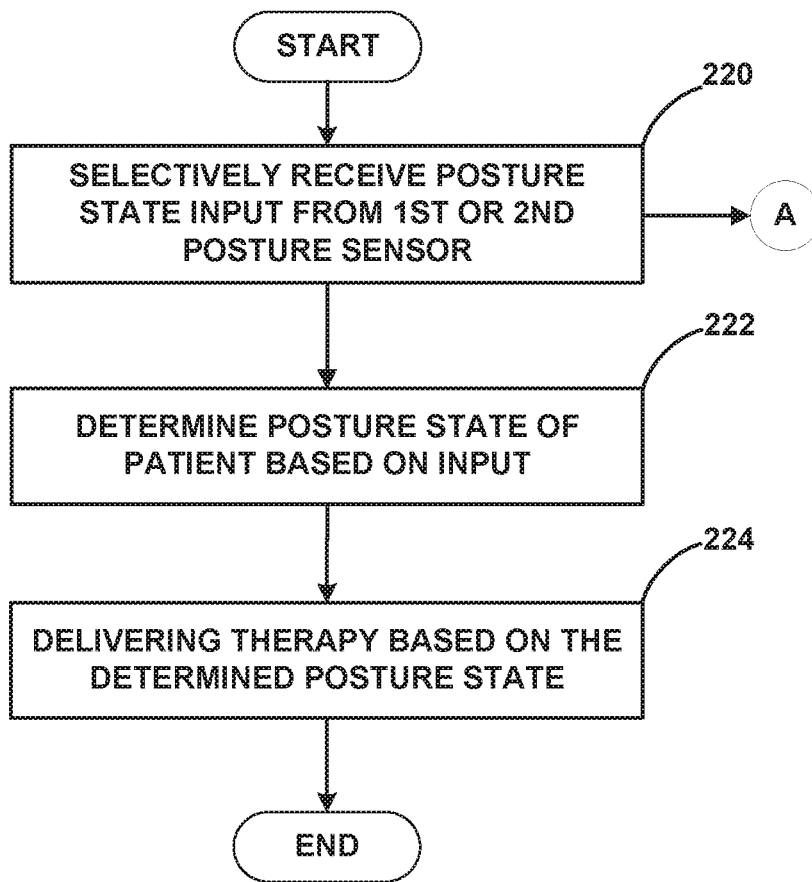 START
220
SELECTIVELY RECEIVE POSTURE
STATE INPUT FROM 1ST OR 2ND
POSTURE SENSOR
A
222
DETERMINE POSTURE STATE OF
PATIENT BASED ON INPUT
224
DELIVERING THERAPY BASED ON THE
DETERMINED POSTURE STATE
END